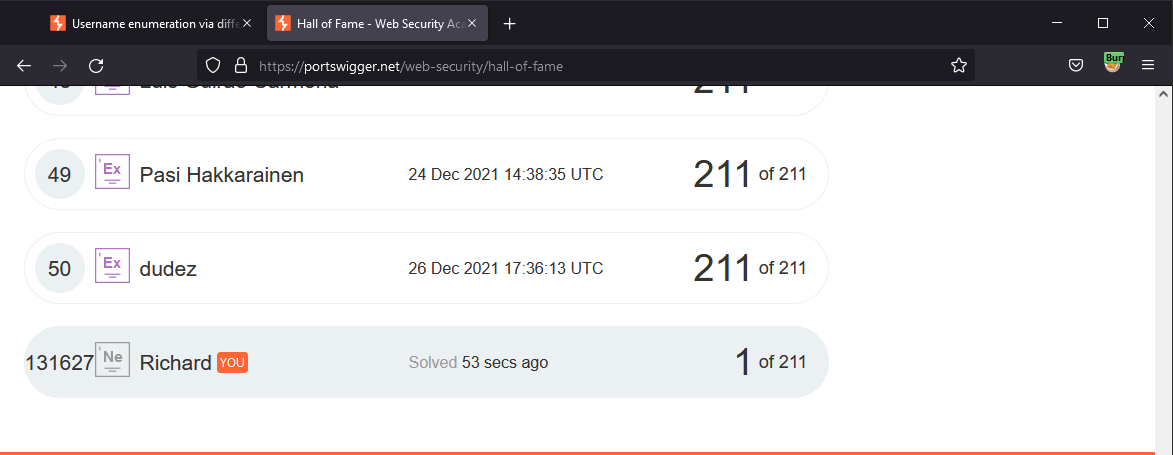 Username enumeration via diffe
Hall of Fame - Web Security Aca
https://portswigger.net/web-security/hall-of-fame
Bur
211
49 Ex Pasi Hakkarainen 24 Dec 2021 14:38:35 UTC 211 of 211
50 Ex dudez 26 Dec 2021 17:36:13 UTC 211 of 211
131627 Ne Richard YOU Solved 53 secs ago 1 of 211